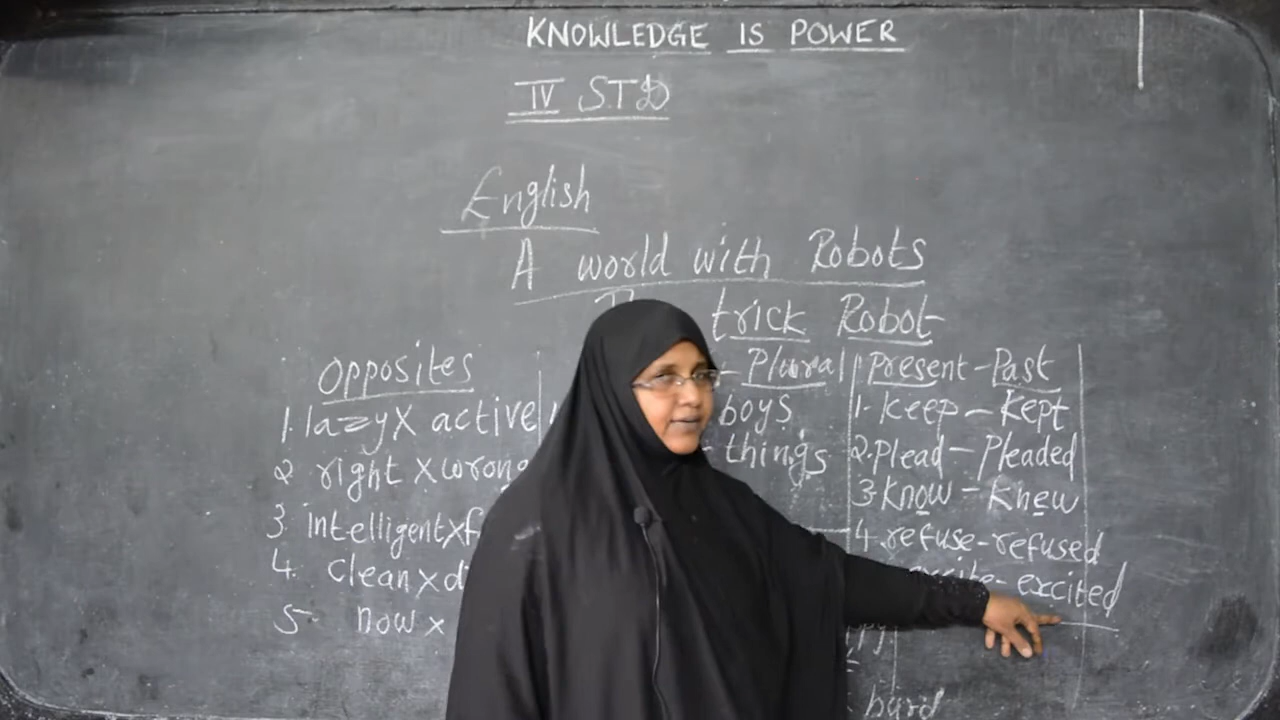 KNOWLEDGE IS POWER
IV STD
English
A world with Robots
trick Robot
Opposites
Plural
Present - Past
1. lazy X active
boys
1. Keep - Kept
2 right X wrong
things
2. Plead - Pleaded
3. intelligent X
3. Know - Knew
4. refuse - refused
4. Clean X
excited
5. now X
hard